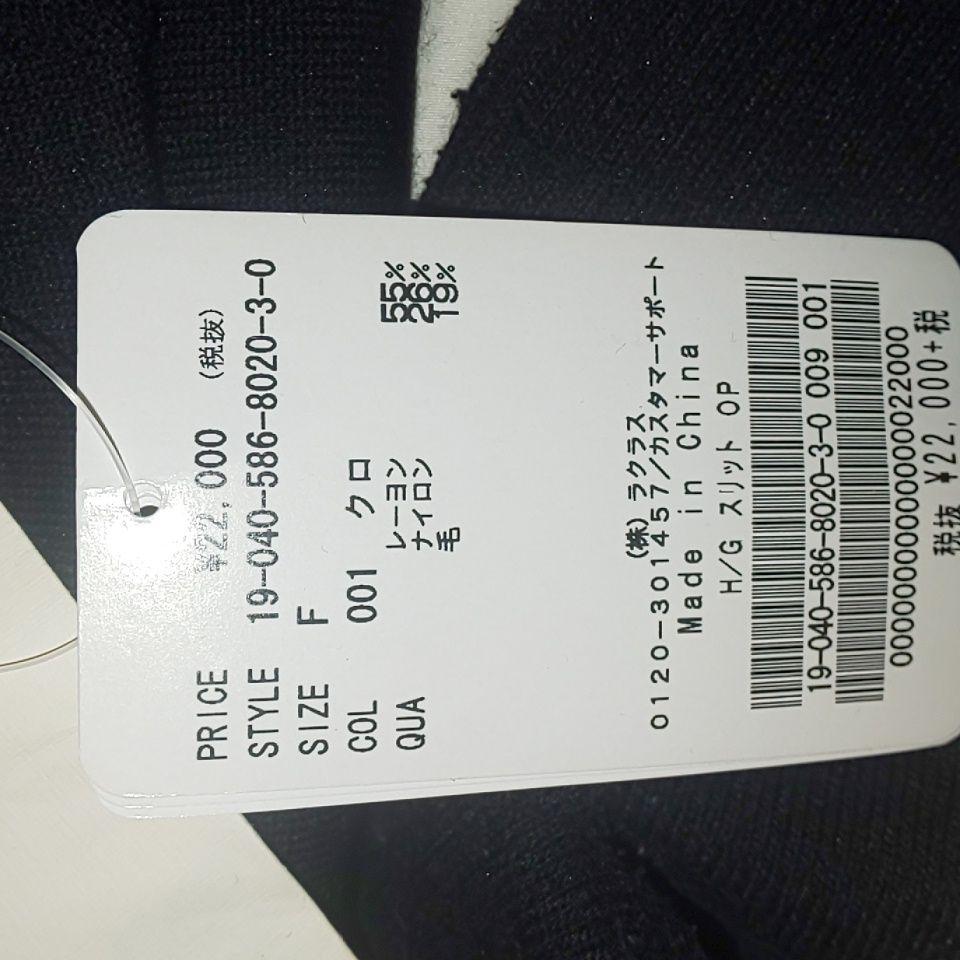 PRICE ¥22,000 (税抜)
STYLE 19-040-586-8020-3-0
SIZE F
COL 001 クロ
QUA レーヨン 55%
ナイロン 26%
毛 19%
(株) ラクラス
0120-301457/カスタマーサポート
Made in China
H/G スリット OP
19-040-586-8020-3-0 009 001
税抜 ¥22,000+税